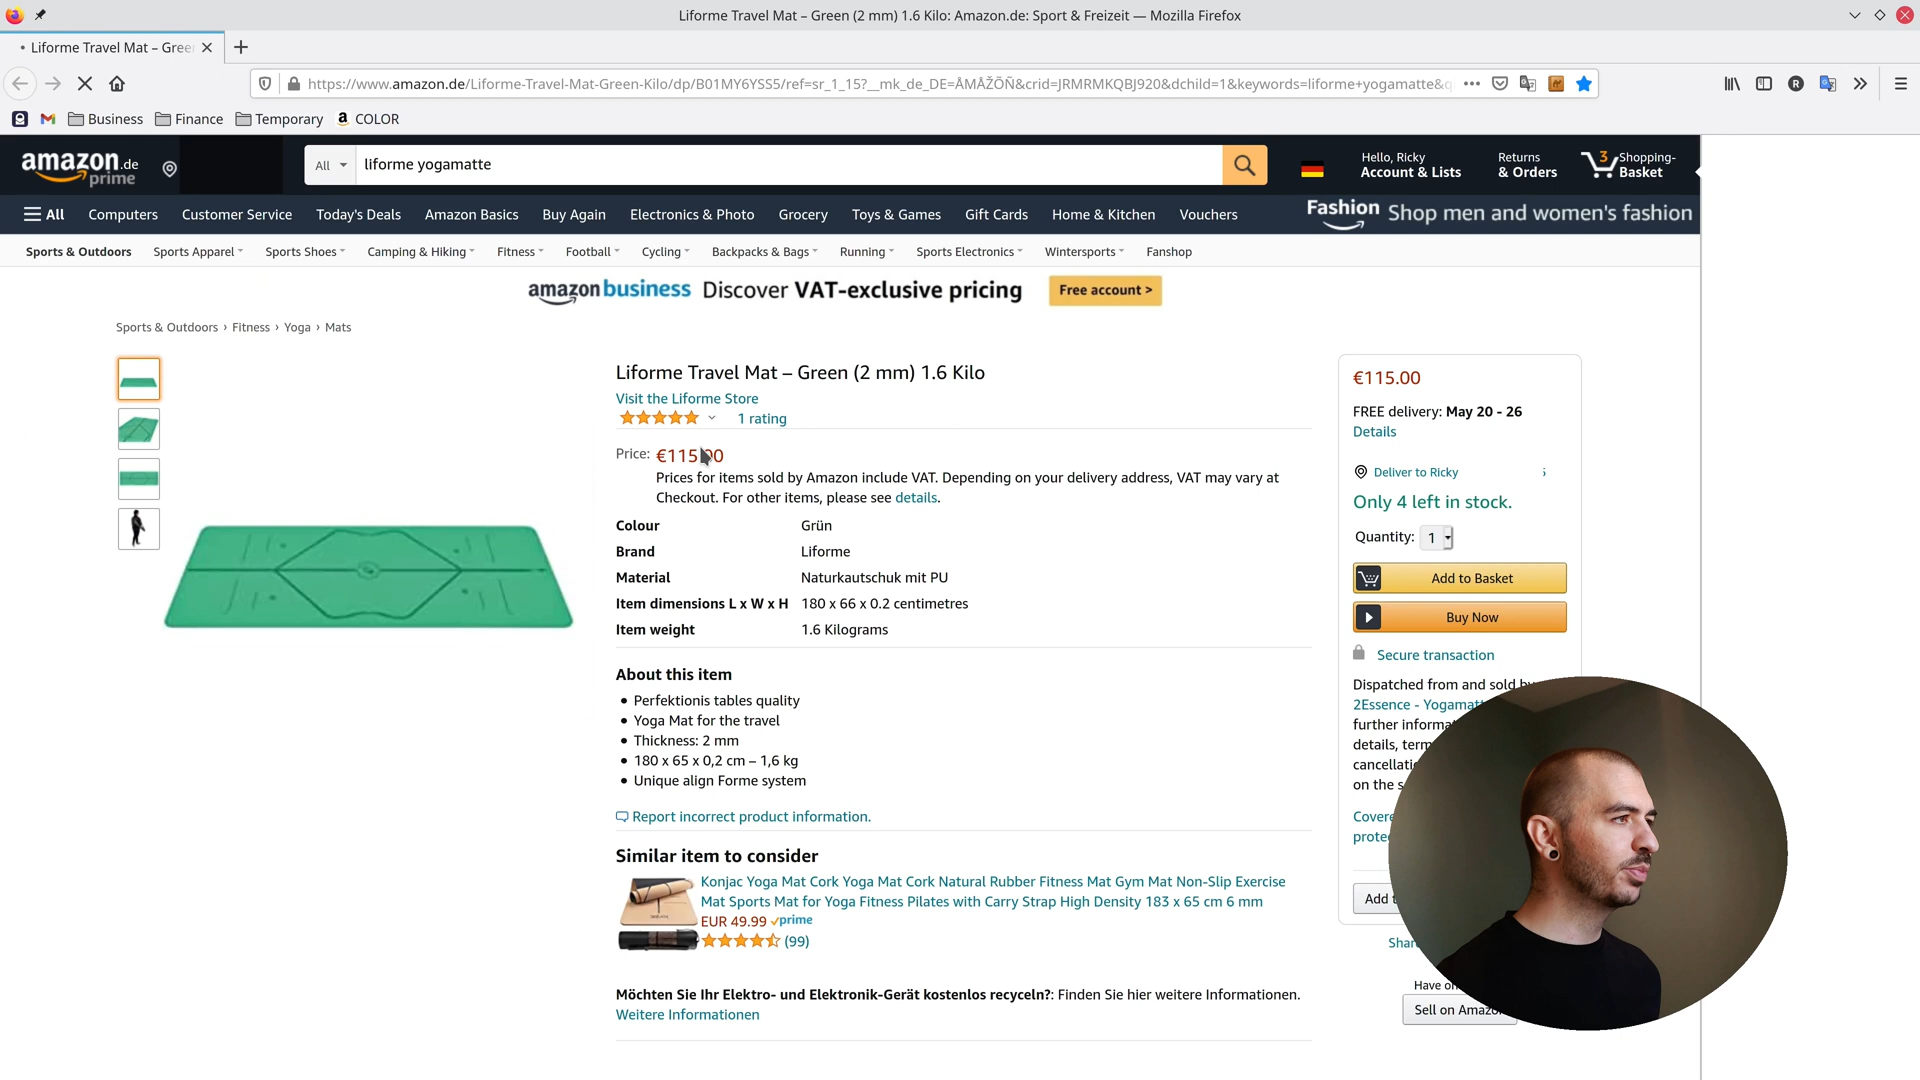 Liforme Travel Mat – Green (2 mm) 1.6 Kilo: Amazon.de: Sport & Freizeit — Mozilla Firefox
Liforme Travel Mat – Gree
https://www.amazon.de/Liforme-Travel-Mat-Green-Kilo/dp/B01MY6YSS5/ref=sr_1_15?__mk_de_DE=ÅMÅŽÕÑ&crid=JRMRMKQBJ920&dchild=1&keywords=liforme+yogamatte&q
Business Finance Temporary COLOR
amazon.de
prime
All liforme yogamatte
Hello, Ricky
Account & Lists
Returns
& Orders
3
Shopping-
Basket
All Computers Customer Service Today's Deals Amazon Basics Buy Again Electronics & Photo Grocery Toys & Games Gift Cards Home & Kitchen Vouchers Fashion Shop men and women's fashion
Sports & Outdoors Sports Apparel Sports Shoes Camping & Hiking Fitness Football Cycling Backpacks & Bags Running Sports Electronics Wintersports Fanshop
amazon business Discover VAT-exclusive pricing Free account >
Sports & Outdoors › Fitness › Yoga › Mats
Liforme Travel Mat – Green (2 mm) 1.6 Kilo
Visit the Liforme Store
1 rating
Price: €115.00
Prices for items sold by Amazon include VAT. Depending on your delivery address, VAT may vary at
Checkout. For other items, please see details.
Colour Grün
Brand Liforme
Material Naturkautschuk mit PU
Item dimensions L x W x H 180 x 66 x 0.2 centimetres
Item weight 1.6 Kilograms
About this item
• Perfektionis tables quality
• Yoga Mat for the travel
• Thickness: 2 mm
• 180 x 65 x 0,2 cm – 1,6 kg
• Unique align Forme system
Report incorrect product information.
Similar item to consider
Konjac Yoga Mat Cork Yoga Mat Cork Natural Rubber Fitness Mat Gym Mat Non-Slip Exercise
Mat Sports Mat for Yoga Fitness Pilates with Carry Strap High Density 183 x 65 cm 6 mm
EUR 49.99 prime
(99)
Möchten Sie Ihr Elektro- und Elektronik-Gerät kostenlos recyceln?: Finden Sie hier weitere Informationen.
Weitere Informationen
€115.00
FREE delivery: May 20 - 26
Details
Deliver to Ricky
Only 4 left in stock.
Quantity: 1
Add to Basket
Buy Now
Secure transaction
Dispatched from and sold by
2Essence - Yogamat
further informa
details, term
cancellati
on the s
Covere
prote
Add t
Shar
Have on
Sell on Amazo